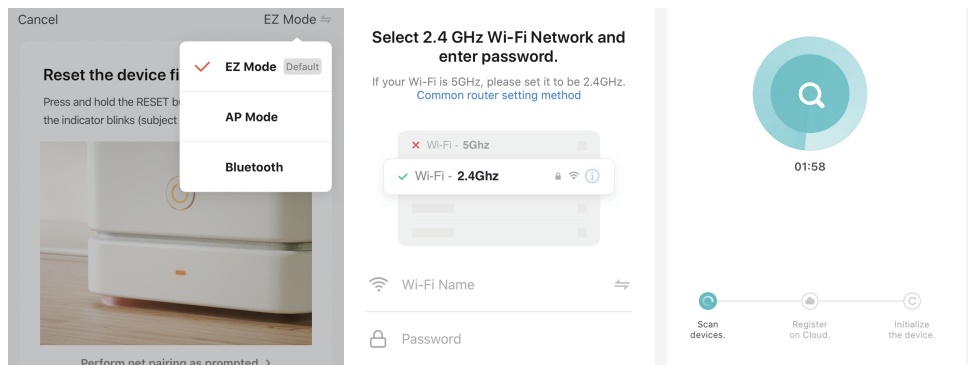 Cancel
EZ Mode
EZ Mode Default
AP Mode
Bluetooth
Reset the device fi
Press and hold the RESET bu
the indicator blinks (subject
Perform net pairing as prompted >
Select 2.4 GHz Wi-Fi Network and
enter password.
If your Wi-Fi is 5GHz, please set it to be 2.4GHz.
Common router setting method
Wi-Fi - 5Ghz
Wi-Fi - 2.4Ghz
Wi-Fi Name
Password
01:58
Scan
devices.
Register
on Cloud.
Initialize
the device.